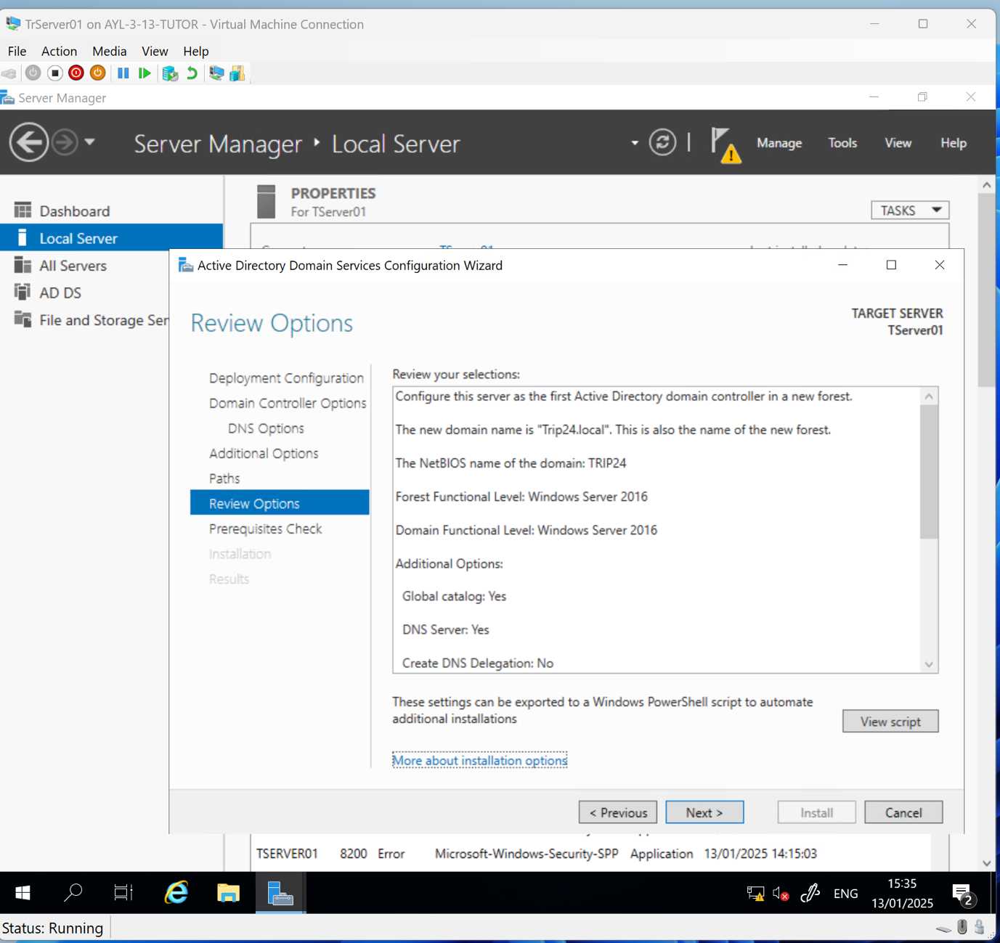 TrServer01 on AYL-3-13-TUTOR - Virtual Machine Connection
File Action Media View Help
Server Manager
Server Manager Local Server
Manage Tools View Help
Dashboard
Local Server
All Servers
AD DS
File and Storage Ser
PROPERTIES
For TServer01
TASKS
Active Directory Domain Services Configuration Wizard
Review Options
TARGET SERVER
TServer01
Deployment Configuration
Domain Controller Options
DNS Options
Additional Options
Paths
Review Options
Prerequisites Check
Installation
Results
Review your selections:
Configure this server as the first Active Directory domain controller in a new forest.
The new domain name is "Trip24.local". This is also the name of the new forest.
The NetBIOS name of the domain: TRIP24
Forest Functional Level: Windows Server 2016
Domain Functional Level: Windows Server 2016
Additional Options:
Global catalog: Yes
DNS Server: Yes
Create DNS Delegation: No
These settings can be exported to a Windows PowerShell script to automate
additional installations
View script
More about installation options
< Previous Next > Install Cancel
TSERVER01 8200 Error Microsoft-Windows-Security-SPP Application 13/01/2025 14:15:03
ENG
15:35
13/01/2025
2
Status: Running